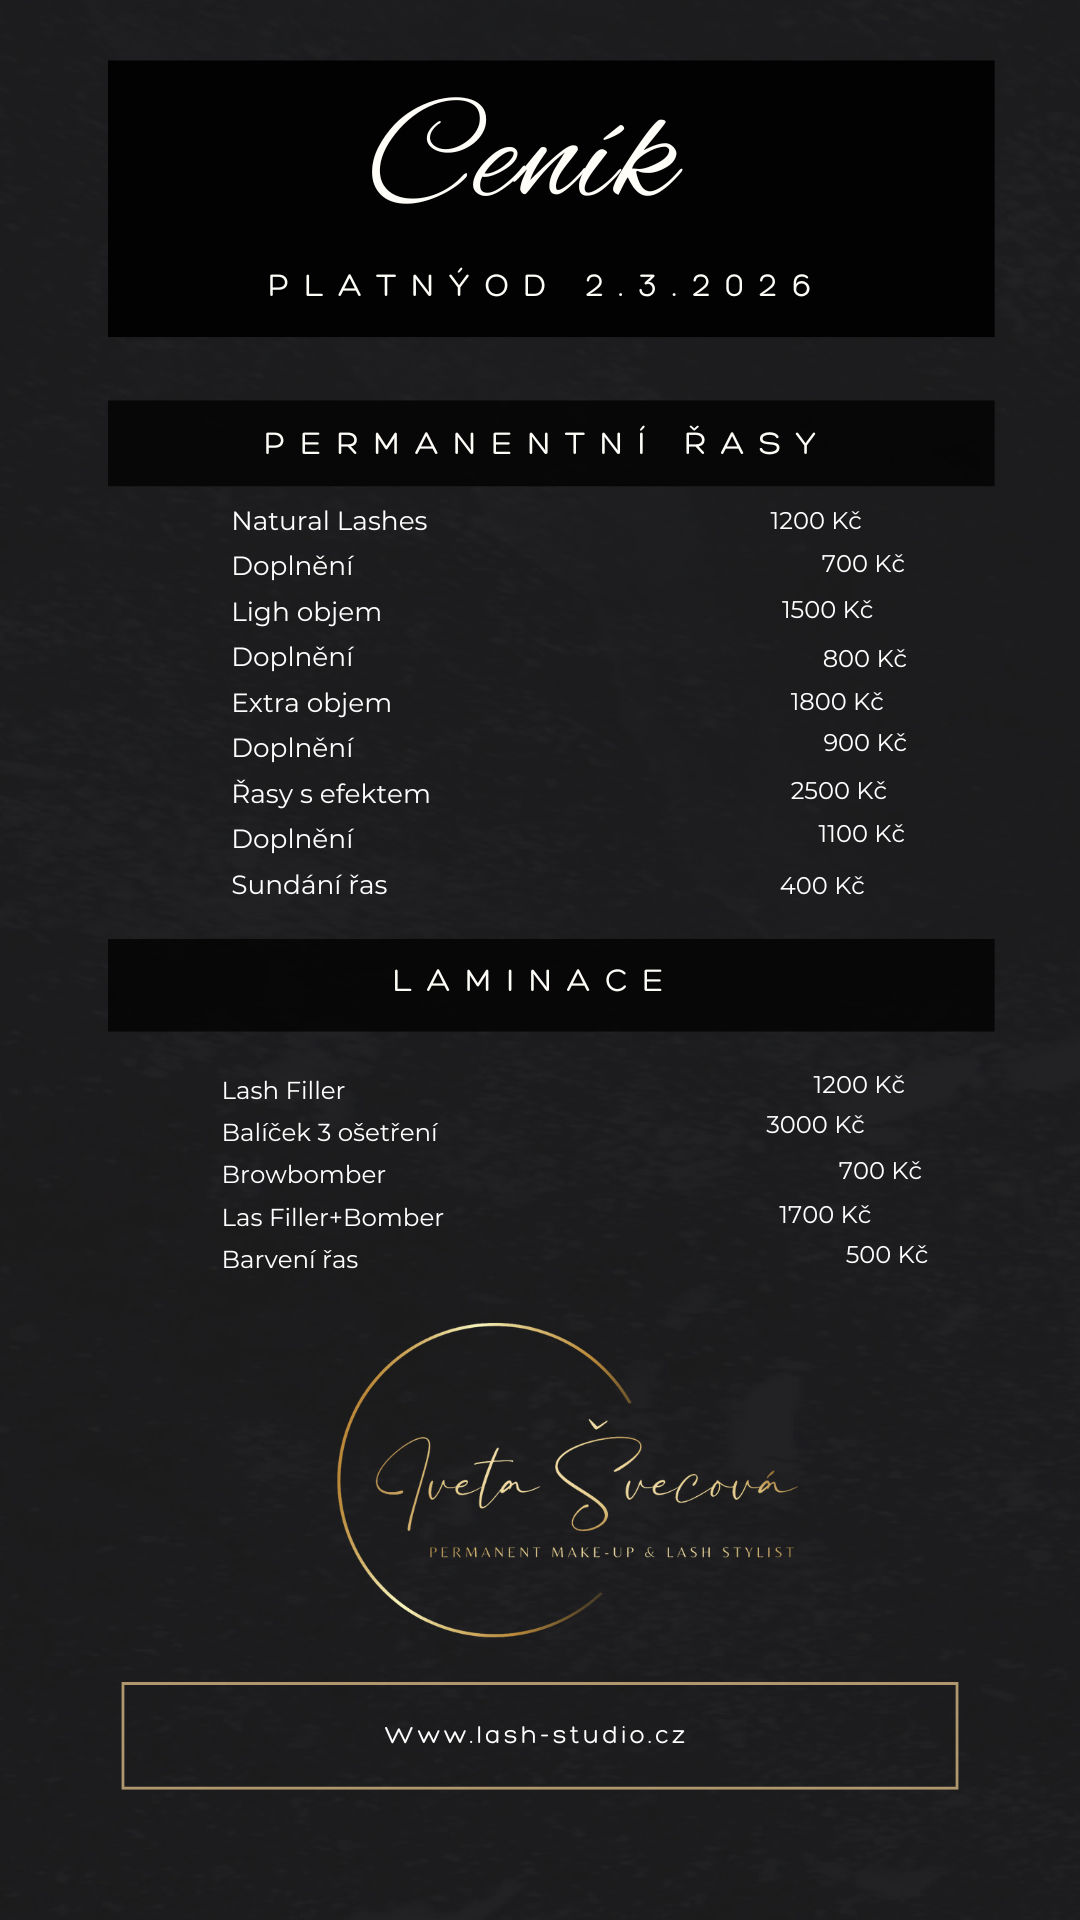 Ceník
PLATNÝOD 2.3.2026
PERMANENTNÍ ŘASY
Natural Lashes 1200 Kč
Doplnění 700 Kč
Ligh objem 1500 Kč
Doplnění 800 Kč
Extra objem 1800 Kč
Doplnění 900 Kč
Řasy s efektem 2500 Kč
Doplnění 1100 Kč
Sundání řas 400 Kč
LAMINACE
Lash Filler 1200 Kč
Balíček 3 ošetření 3000 Kč
Browbomber 700 Kč
Las Filler+Bomber 1700 Kč
Barvení řas 500 Kč
Iveta Švecová
PERMANENT MAKE-UP & LASH STYLIST
Www.lash-studio.cz